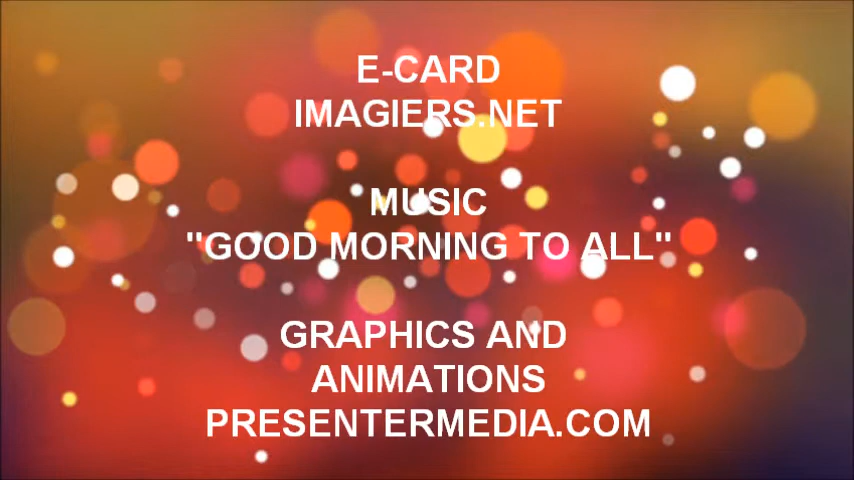 E-CARD
IMAGIERS.NET
MUSIC
"GOOD MORNING TO ALL"
GRAPHICS AND
ANIMATIONS
PRESENTERMEDIA.COM